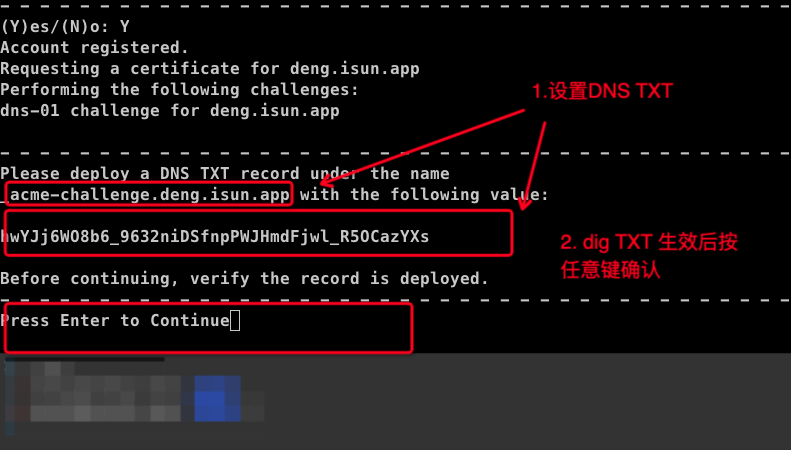 (Y)es/(N)o: Y
Account registered.
Requesting a certificate for deng.isun.app
Performing the following challenges:
dns-01 challenge for deng.isun.app
1.设置DNS TXT
Please deploy a DNS TXT record under the name
_acme-challenge.deng.isun.app with the following value:
hwYJj6WO8b6_9632niDSfnpPWJHmdFjwl_R5OCazYXs
2. dig TXT 生效后按
任意键确认
Before continuing, verify the record is deployed.
Press Enter to Continue